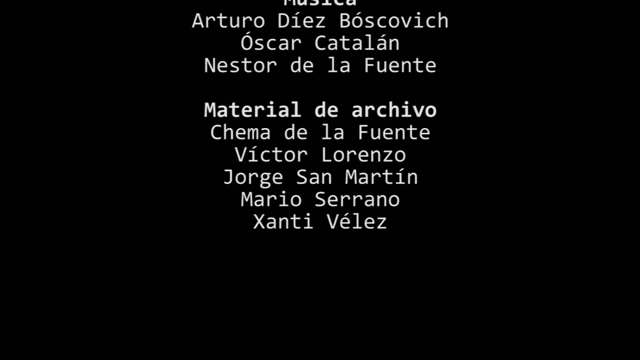 Música
Arturo Díez Bóscovich
Óscar Catalán
Nestor de la Fuente
Material de archivo
Chema de la Fuente
Víctor Lorenzo
Jorge San Martín
Mario Serrano
Xanti Vélez